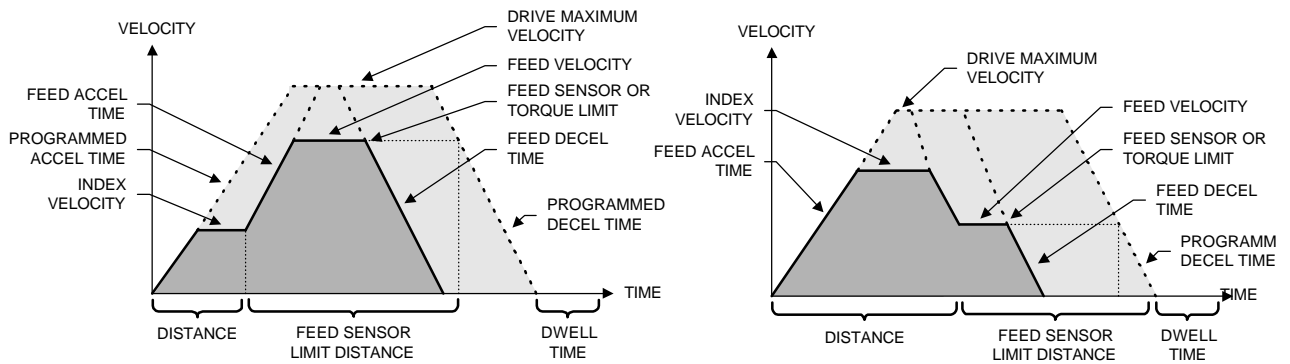 VELOCITY
DRIVE MAXIMUM
VELOCITY
FEED VELOCITY
FEED SENSOR OR
TORQUE LIMIT
FEED DECEL
TIME
PROGRAMMED
DECEL TIME
FEED ACCEL
TIME
PROGRAMMED
ACCEL TIME
INDEX
VELOCITY
TIME
DISTANCE
FEED SENSOR
LIMIT DISTANCE
DWELL
TIME
VELOCITY
DRIVE MAXIMUM
VELOCITY
INDEX
VELOCITY
FEED ACCEL
TIME
FEED VELOCITY
FEED SENSOR OR
TORQUE LIMIT
FEED DECEL
TIME
PROGRAMM
DECEL TIME
TIME
DISTANCE
FEED SENSOR
LIMIT DISTANCE
DWELL
TIME